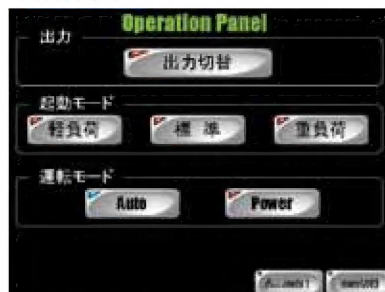 Operation Panel
出力
出力切替
起動モード
軽負荷 標準 重負荷
運転モード
Auto Power